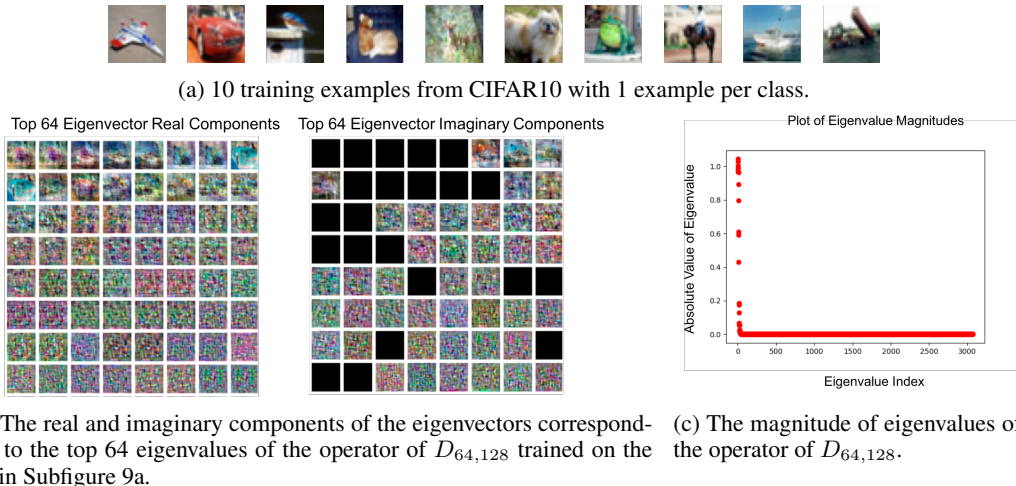 (a) 10 training examples from CIFAR10 with 1 example per class.
Top 64 Eigenvector Real Components
Top 64 Eigenvector Imaginary Components
Plot of Eigenvalue Magnitudes
Absolute Value of Eigenvalue
1.0
0.8
0.6
0.4
0.2
0.0
0 500 1000 1500 2000 2500 3000
Eigenvalue Index
The real and imaginary components of the eigenvectors correspond-
to the top 64 eigenvalues of the operator of D64,128 trained on the
in Subfigure 9a.
(c) The magnitude of eigenvalues of
the operator of D64,128.